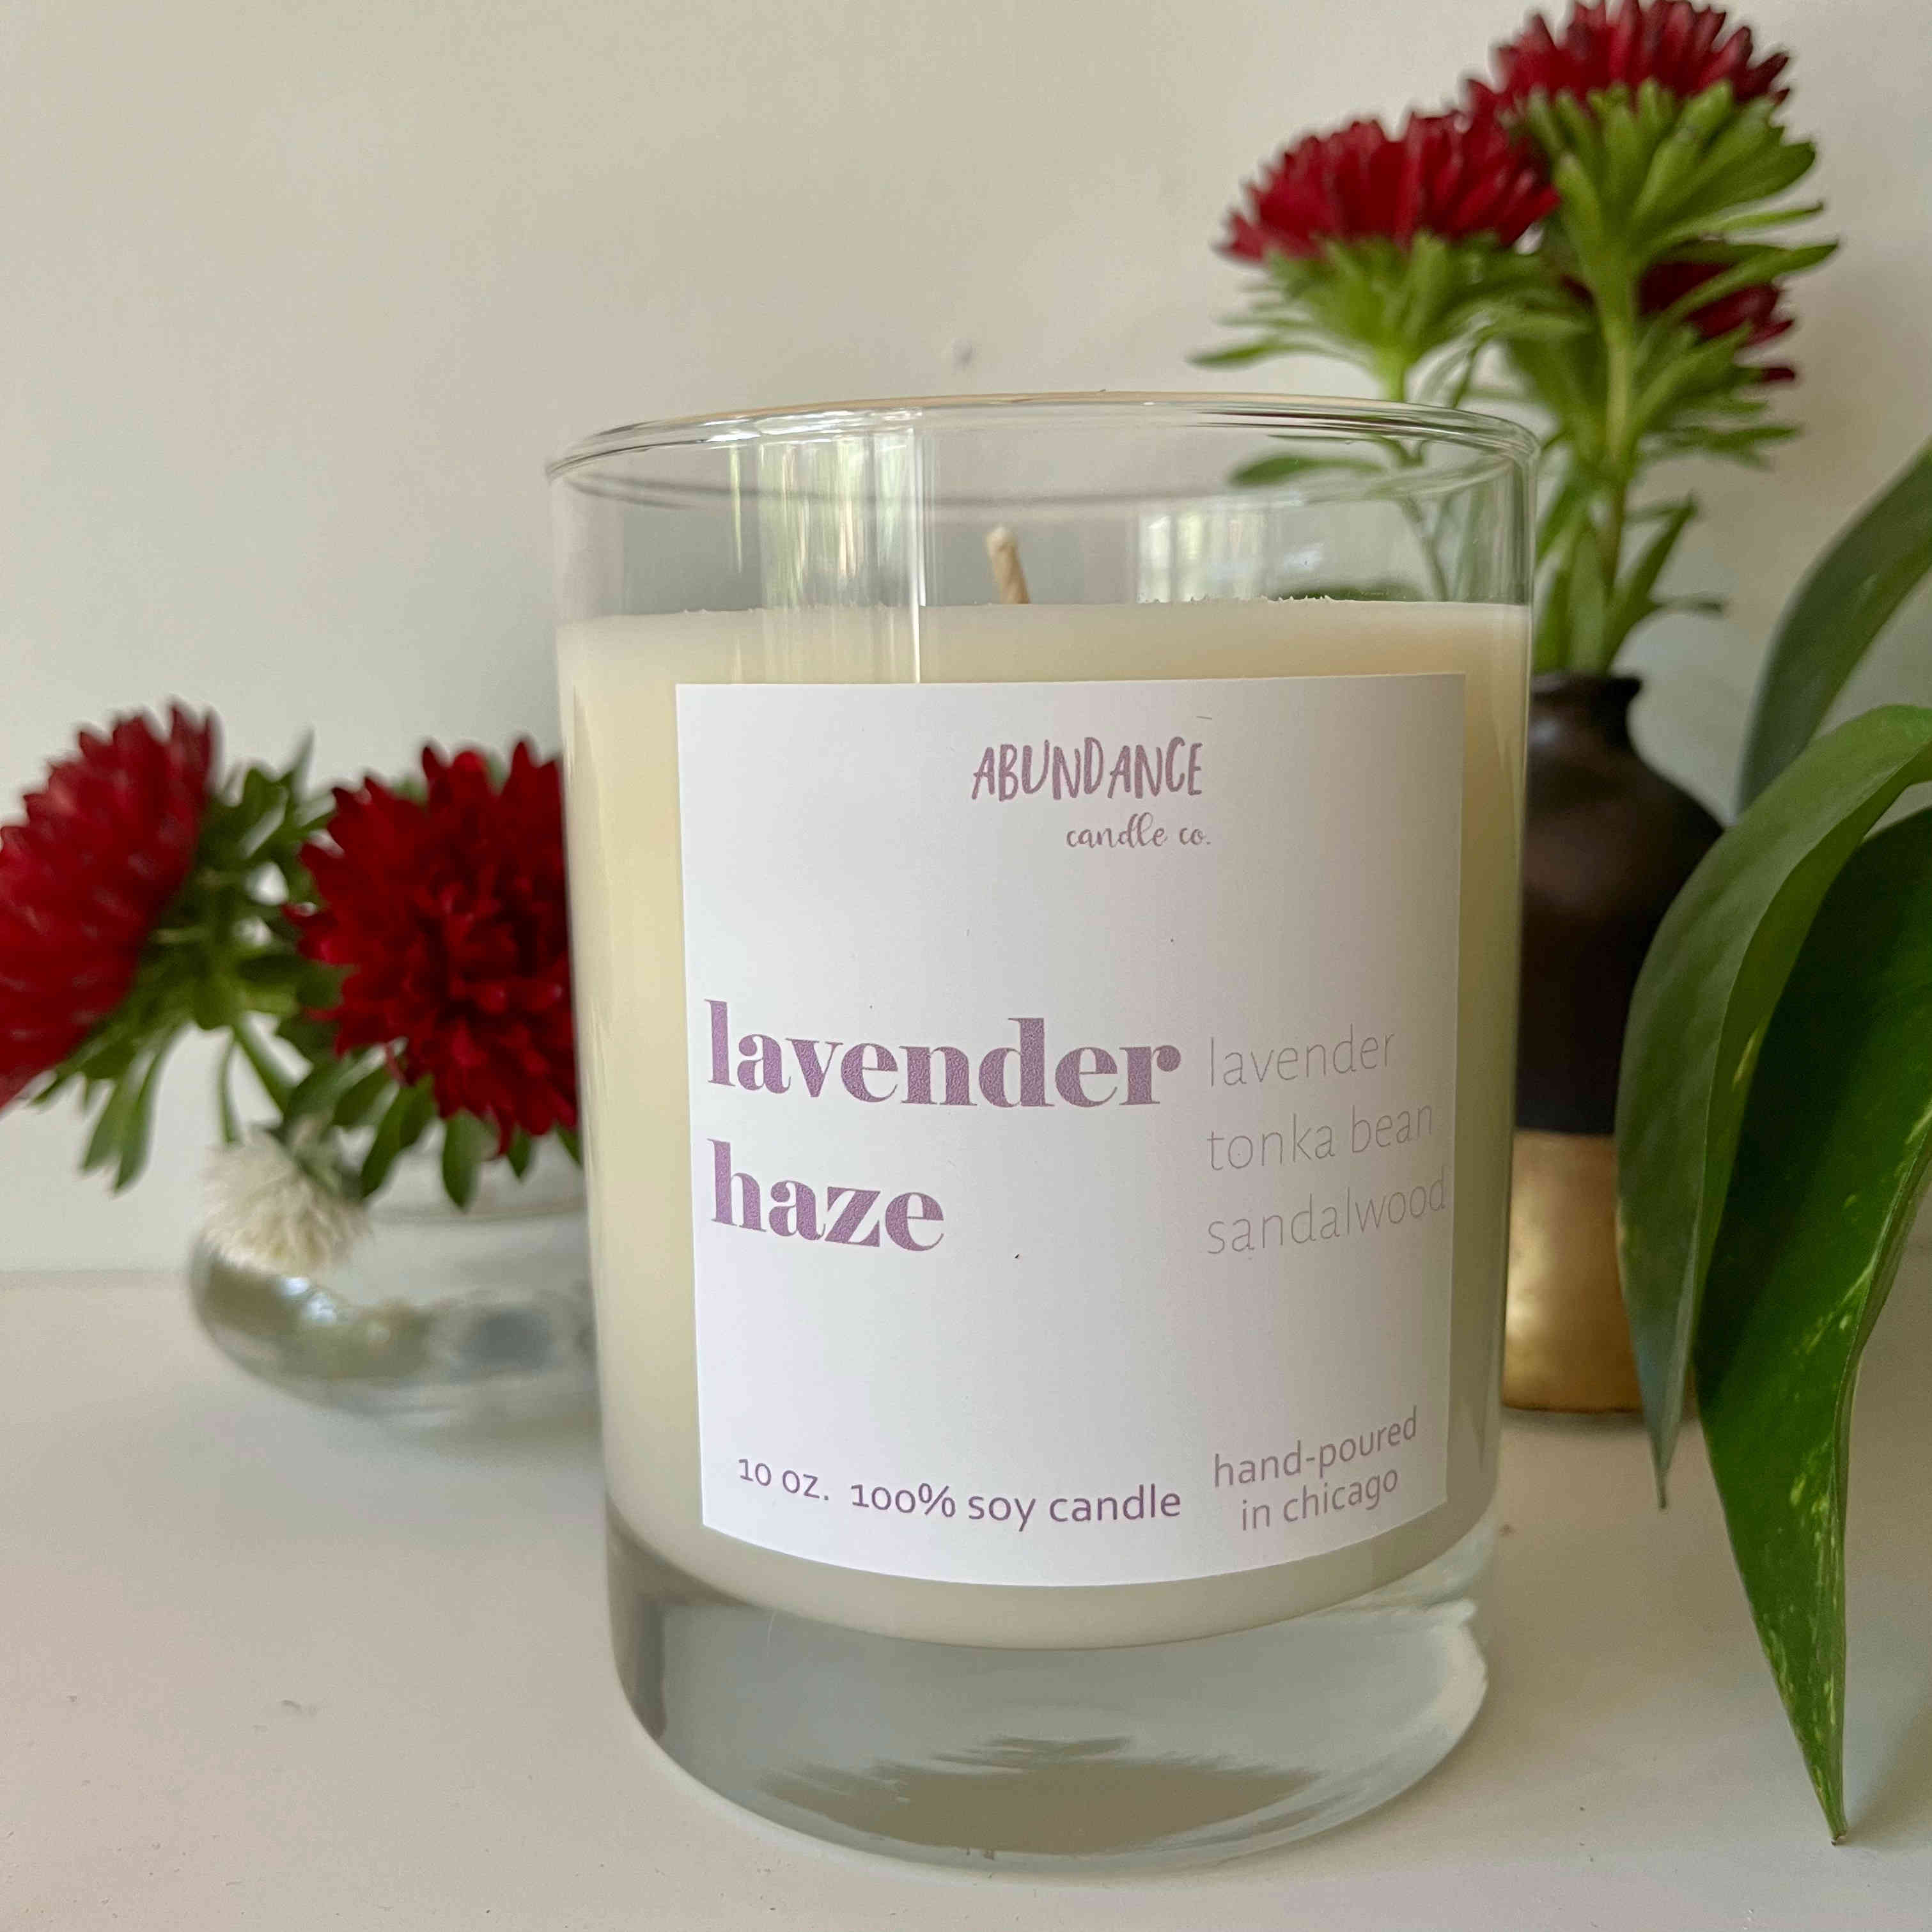 ABUNDANCE
candle co.
lavender
haze
lavender
tonka bean
sandalwood
10 oz. 100% soy candle
hand-poured
in chicago